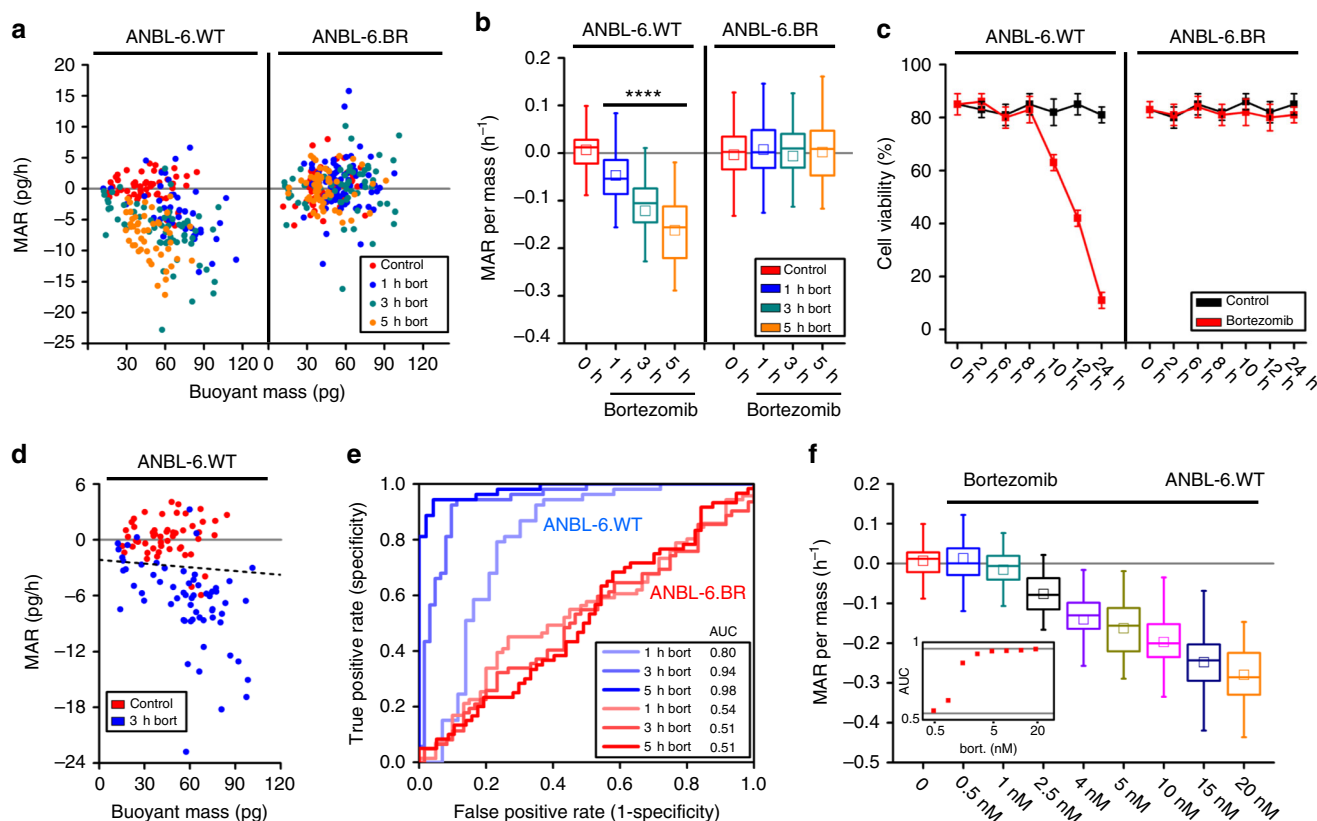 a
ANBL-6.WT
ANBL-6.BR
20
15
10
5
0
−5
−10
−15
−20
−25
MAR (pg/h)
30
60
90
120
30
60
90
120
Buoyant mass (pg)
Control
1 h bort
3 h bort
5 h bort
b
ANBL-6.WT
ANBL-6.BR
0.1
0.0
−0.1
−0.2
−0.3
−0.4
MAR per mass (h−1)
****
Control
1 h bort
3 h bort
5 h bort
0 h
1 h
3 h
5 h
0 h
1 h
3 h
5 h
Bortezomib
Bortezomib
c
ANBL-6.WT
ANBL-6.BR
100
80
60
40
20
0
Cell viability (%)
Control
Bortezomib
0 h
2 h
6 h
8 h
10 h
12 h
24 h
0 h
2 h
6 h
8 h
10 h
12 h
24 h
d
ANBL-6.WT
6
0
−6
−12
−18
−24
MAR (pg/h)
Control
3 h bort
0
30
60
90
120
Buoyant mass (pg)
e
1.0
0.8
0.6
0.4
0.2
0.0
True positive rate (specificity)
ANBL-6.WT
ANBL-6.BR
AUC
1 h bort 0.80
3 h bort 0.94
5 h bort 0.98
1 h bort 0.54
3 h bort 0.51
5 h bort 0.51
0.0
0.2
0.4
0.6
0.8
1.0
False positive rate (1-specificity)
f
Bortezomib
ANBL-6.WT
0.2
0.1
0.0
−0.1
−0.2
−0.3
−0.4
−0.5
MAR per mass (h−1)
1
0.5
AUC
0.5
5
20
bort. (nM)
0
0.5 nM
1 nM
2.5 nM
4 nM
5 nM
10 nM
15 nM
20 nM